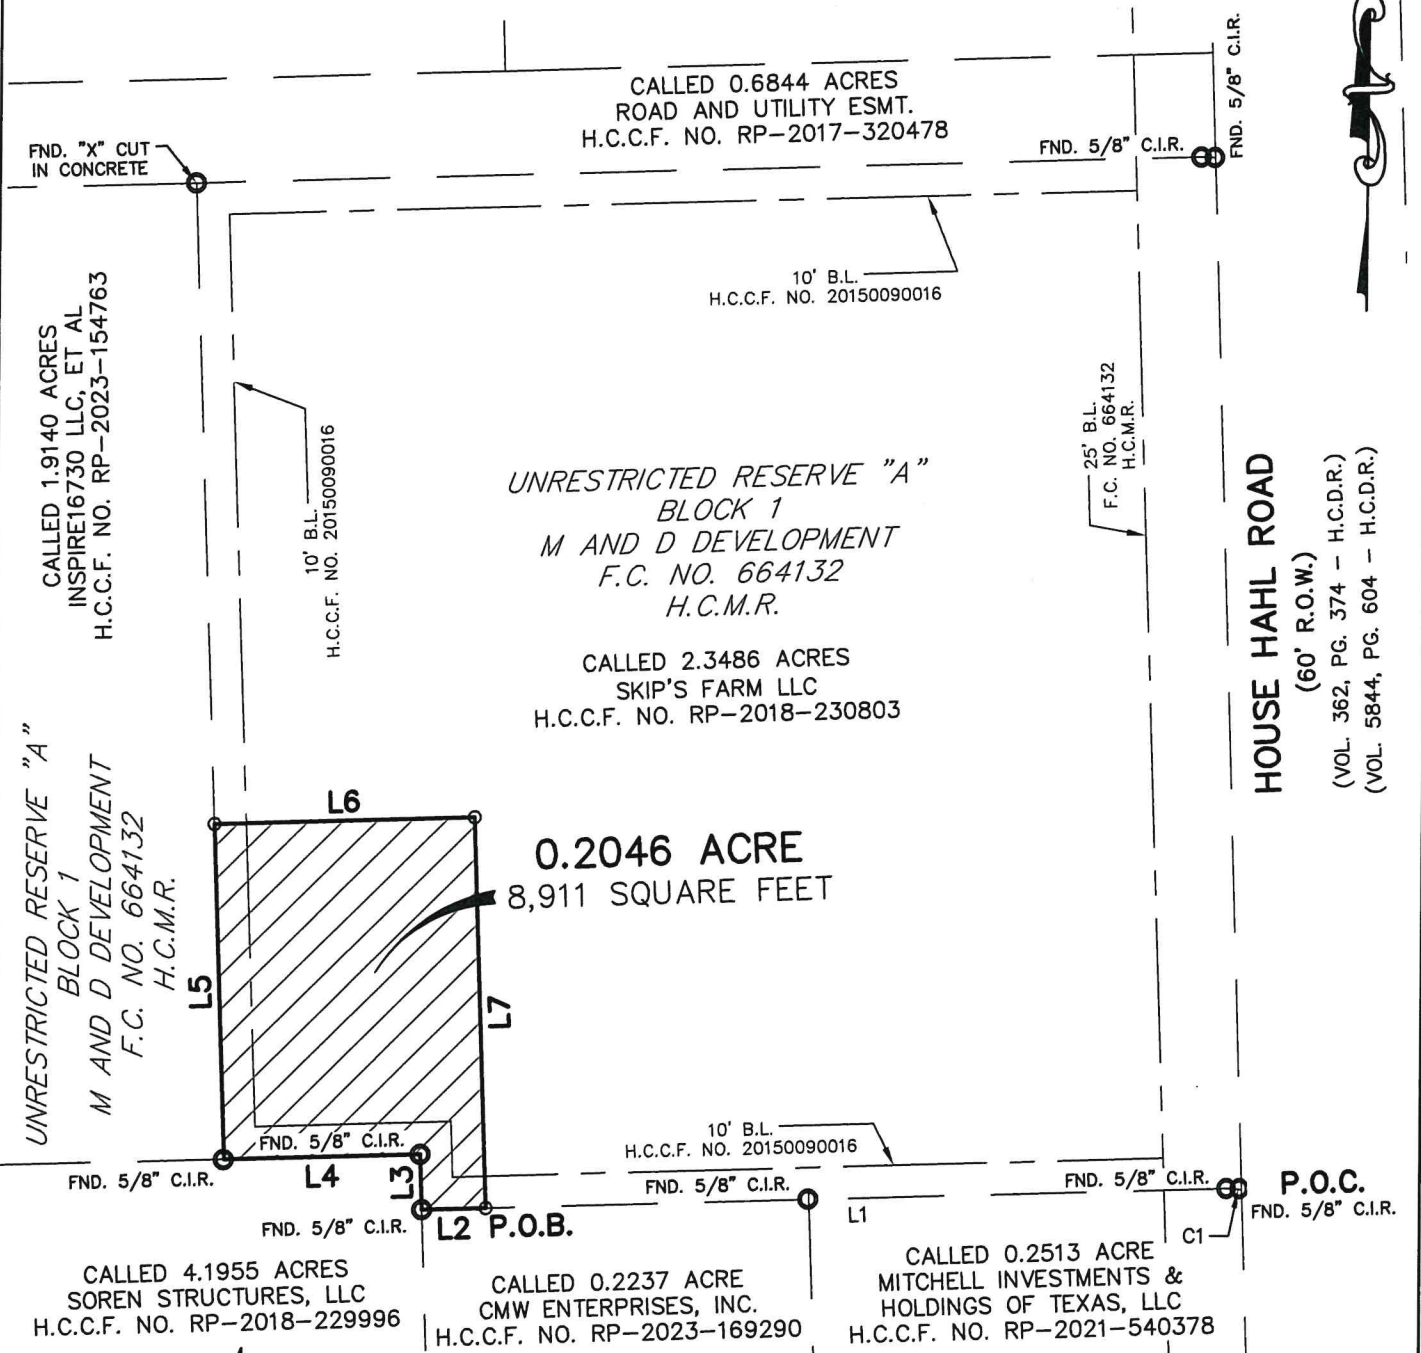 CALLED 0.6844 ACRES
ROAD AND UTILITY ESMT.
H.C.C.F. NO. RP-2017-320478
FND. "X" CUT
IN CONCRETE
FND. 5/8" C.I.R.
FND. 5/8" C.I.R.
10' B.L.
H.C.C.F. NO. 20150090016
CALLED 1.9140 ACRES
INSPIRE16730 LLC, ET AL
H.C.C.F. NO. RP-2023-154763
10' B.L.
H.C.C.F. NO. 20150090016
UNRESTRICTED RESERVE "A"
BLOCK 1
M AND D DEVELOPMENT
F.C. NO. 664132
H.C.M.R.
CALLED 2.3486 ACRES
SKIP'S FARM LLC
H.C.C.F. NO. RP-2018-230803
25' B.L.
F.C. NO. 664132
H.C.M.R.
HOUSE HAHL ROAD
(60' R.O.W.)
(VOL. 362, PG. 374 - H.C.D.R.)
(VOL. 5844, PG. 604 - H.C.D.R.)
UNRESTRICTED RESERVE "A"
BLOCK 1
M AND D DEVELOPMENT
F.C. NO. 664132
H.C.M.R.
L6
0.2046 ACRE
8,911 SQUARE FEET
L5
L7
FND. 5/8" C.I.R.
FND. 5/8" C.I.R.
L4
L3
FND. 5/8" C.I.R.
L2
P.O.B.
10' B.L.
H.C.C.F. NO. 20150090016
FND. 5/8" C.I.R.
L1
FND. 5/8" C.I.R.
P.O.C.
FND. 5/8" C.I.R.
C1
CALLED 4.1955 ACRES
SOREN STRUCTURES, LLC
H.C.C.F. NO. RP-2018-229996
CALLED 0.2237 ACRE
CMW ENTERPRISES, INC.
H.C.C.F. NO. RP-2023-169290
CALLED 0.2513 ACRE
MITCHELL INVESTMENTS &
HOLDINGS OF TEXAS, LLC
H.C.C.F. NO. RP-2021-540378